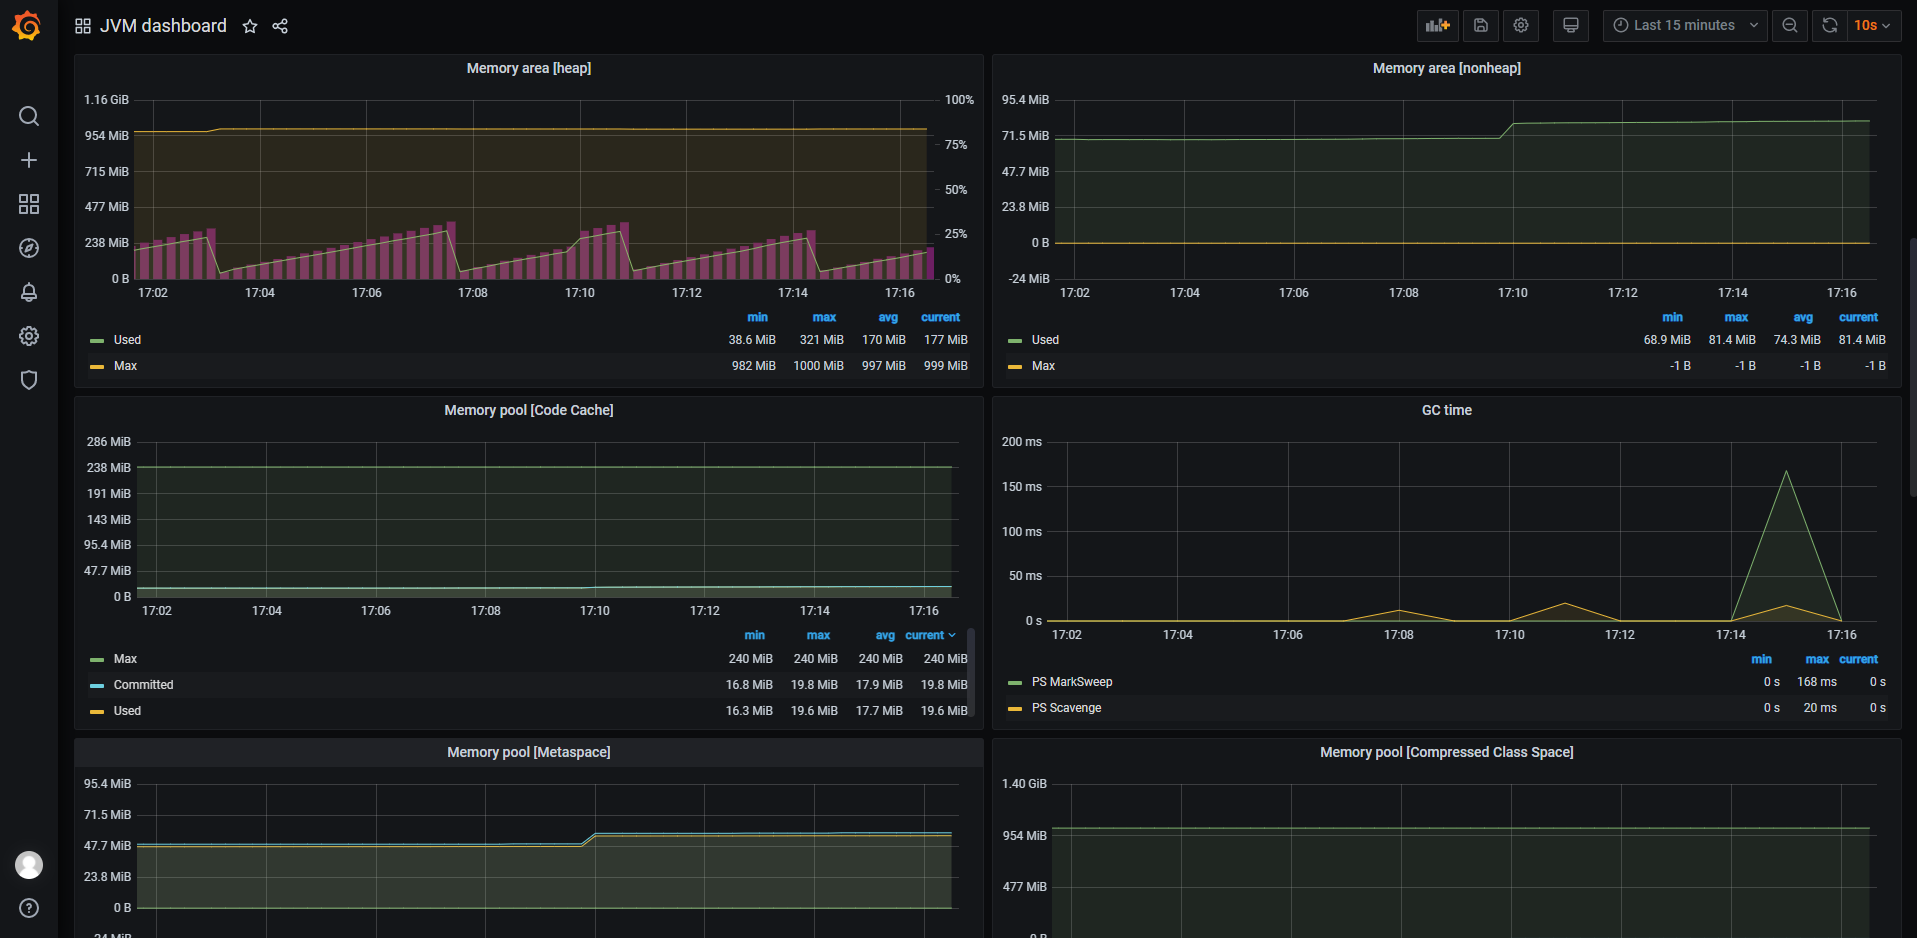 JVM dashboard
Last 15 minutes
10s
Memory area [heap]
1.16 GiB
954 MiB
715 MiB
477 MiB
238 MiB
0 B
100%
75%
50%
25%
0%
17:02 17:04 17:06 17:08 17:10 17:12 17:14 17:16
min max avg current
Used 38.6 MiB 321 MiB 170 MiB 177 MiB
Max 982 MiB 1000 MiB 997 MiB 999 MiB
Memory area [nonheap]
95.4 MiB
71.5 MiB
47.7 MiB
23.8 MiB
0 B
-24 MiB
17:02 17:04 17:06 17:08 17:10 17:12 17:14 17:16
min max avg current
Used 68.9 MiB 81.4 MiB 74.3 MiB 81.4 MiB
Max -1 B -1 B -1 B -1 B
Memory pool [Code Cache]
286 MiB
238 MiB
191 MiB
143 MiB
95.4 MiB
47.7 MiB
0 B
17:02 17:04 17:06 17:08 17:10 17:12 17:14 17:16
min max avg current
Max 240 MiB 240 MiB 240 MiB 240 MiB
Committed 16.8 MiB 19.8 MiB 17.9 MiB 19.8 MiB
Used 16.3 MiB 19.6 MiB 17.7 MiB 19.6 MiB
GC time
200 ms
150 ms
100 ms
50 ms
0 s
17:02 17:04 17:06 17:08 17:10 17:12 17:14 17:16
min max current
PS MarkSweep 0 s 168 ms 0 s
PS Scavenge 0 s 20 ms 0 s
Memory pool [Metaspace]
95.4 MiB
71.5 MiB
47.7 MiB
23.8 MiB
0 B
-24 MiB
Memory pool [Compressed Class Space]
1.40 GiB
954 MiB
477 MiB
0 B